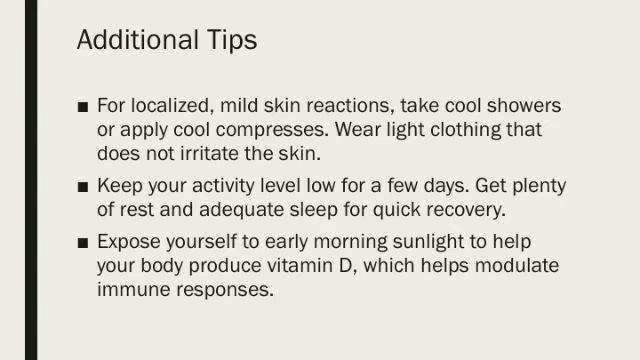 Additional Tips
■ For localized, mild skin reactions, take cool showers
or apply cool compresses. Wear light clothing that
does not irritate the skin.
■ Keep your activity level low for a few days. Get plenty
of rest and adequate sleep for quick recovery.
■ Expose yourself to early morning sunlight to help
your body produce vitamin D, which helps modulate
immune responses.